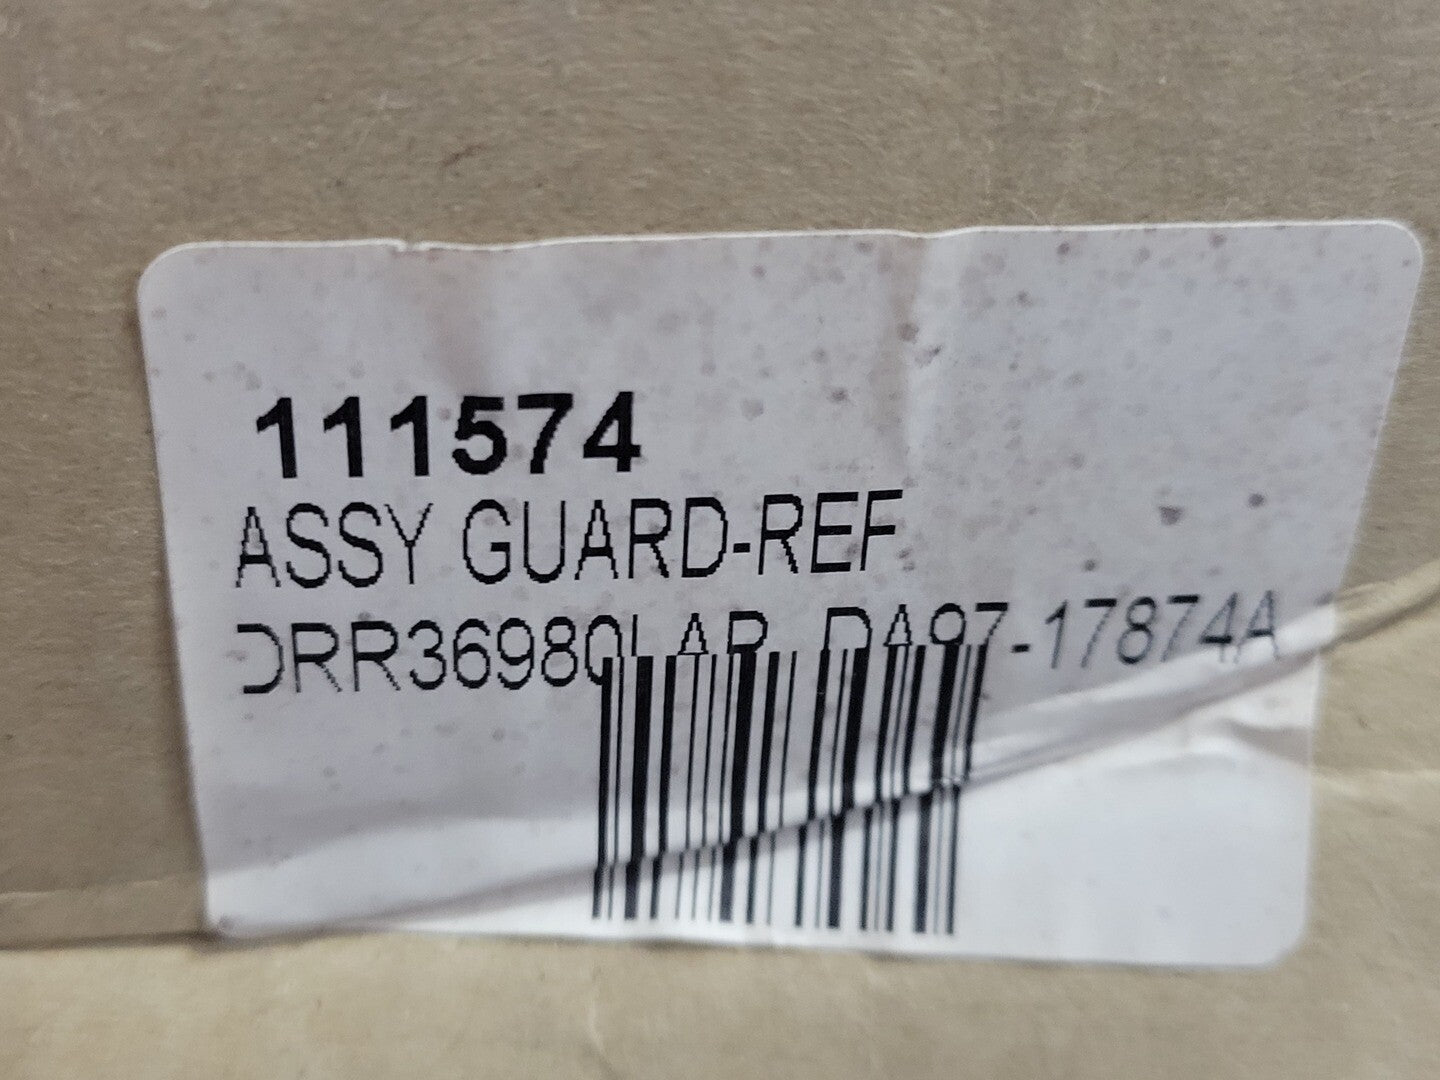 111574
ASSY GUARD-REF
DRR36980LAP, DA97-17874A